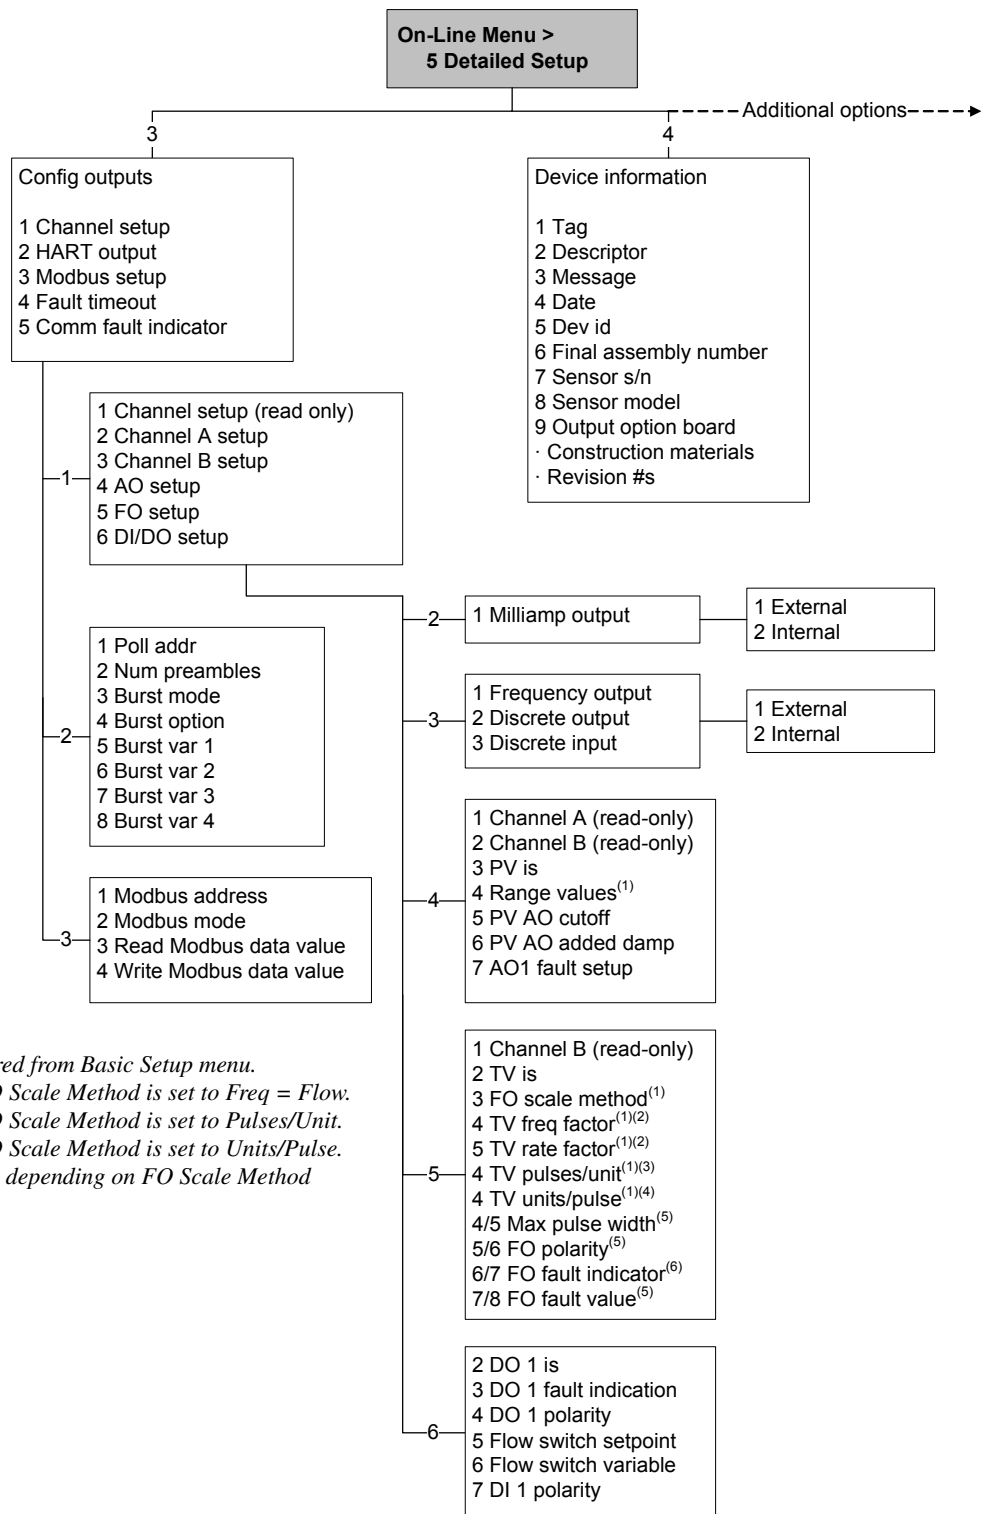 On-Line Menu >
5 Detailed Setup
Additional options
3
4
Config outputs
1 Channel setup
2 HART output
3 Modbus setup
4 Fault timeout
5 Comm fault indicator
Device information
1 Tag
2 Descriptor
3 Message
4 Date
5 Dev id
6 Final assembly number
7 Sensor s/n
8 Sensor model
9 Output option board
· Construction materials
· Revision #s
1
1 Channel setup (read only)
2 Channel A setup
3 Channel B setup
4 AO setup
5 FO setup
6 DI/DO setup
2
1 Poll addr
2 Num preambles
3 Burst mode
4 Burst option
5 Burst var 1
6 Burst var 2
7 Burst var 3
8 Burst var 4
3
1 Modbus address
2 Modbus mode
3 Read Modbus data value
4 Write Modbus data value
2
1 Milliamp output
1 External
2 Internal
3
1 Frequency output
2 Discrete output
3 Discrete input
1 External
2 Internal
4
1 Channel A (read-only)
2 Channel B (read-only)
3 PV is
4 Range values(1)
5 PV AO cutoff
6 PV AO added damp
7 AO1 fault setup
5
1 Channel B (read-only)
2 TV is
3 FO scale method(1)
4 TV freq factor(1)(2)
5 TV rate factor(1)(2)
4 TV pulses/unit(1)(3)
4 TV units/pulse(1)(4)
4/5 Max pulse width(5)
5/6 FO polarity(5)
6/7 FO fault indicator(6)
7/8 FO fault value(5)
6
2 DO 1 is
3 DO 1 fault indication
4 DO 1 polarity
5 Flow switch setpoint
6 Flow switch variable
7 DI 1 polarity
red from Basic Setup menu.
Scale Method is set to Freq = Flow.
Scale Method is set to Pulses/Unit.
Scale Method is set to Units/Pulse.
depending on FO Scale Method